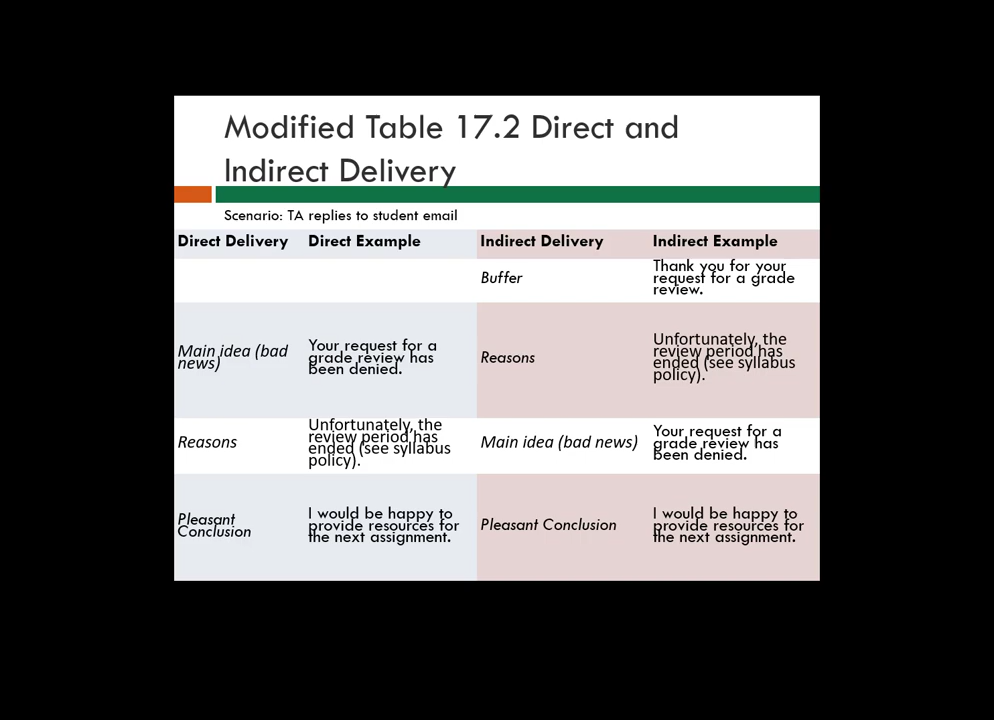 Modified Table 17.2 Direct and
Indirect Delivery
Scenario: TA replies to student email
Direct Delivery
Direct Example
Indirect Delivery
Indirect Example
Buffer
Thank you for your
request for a grade
review.
Main idea (bad
news)
Your request for a
grade review has
been denied.
Reasons
Unfortunately, the
review period has
ended (see syllabus
policy).
Reasons
Unfortunately, the
review period has
ended (see syllabus
policy).
Main idea (bad news)
Your request for a
grade review has
been denied.
Pleasant
Conclusion
I would be happy to
provide resources for
the next assignment.
Pleasant Conclusion
I would be happy to
provide resources for
the next assignment.